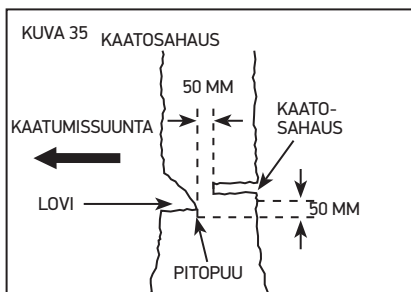 KUVA 35
KAATOSAHAUS
50 MM
KAATUMISSUUNTA
KAATO-
SAHAUS
LOVI
50 MM
PITOPUU